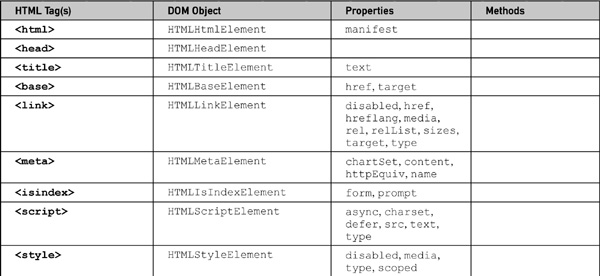 HTML Tag(s) DOM Object Properties Methods
<html> HTMLHtmlElement manifest
<head> HTMLHeadElement
<title> HTMLTitleElement text
<base> HTMLBaseElement href, target
<link> HTMLLinkElement disabled, href,
hreflang, media,
rel, relList, sizes,
target, type
<meta> HTMLMetaElement chartSet, content,
httpEquiv, name
<isindex> HTMLIsIndexElement form, prompt
<script> HTMLScriptElement async, charset,
defer, src, text,
type
<style> HTMLStyleElement disabled, media,
type, scoped